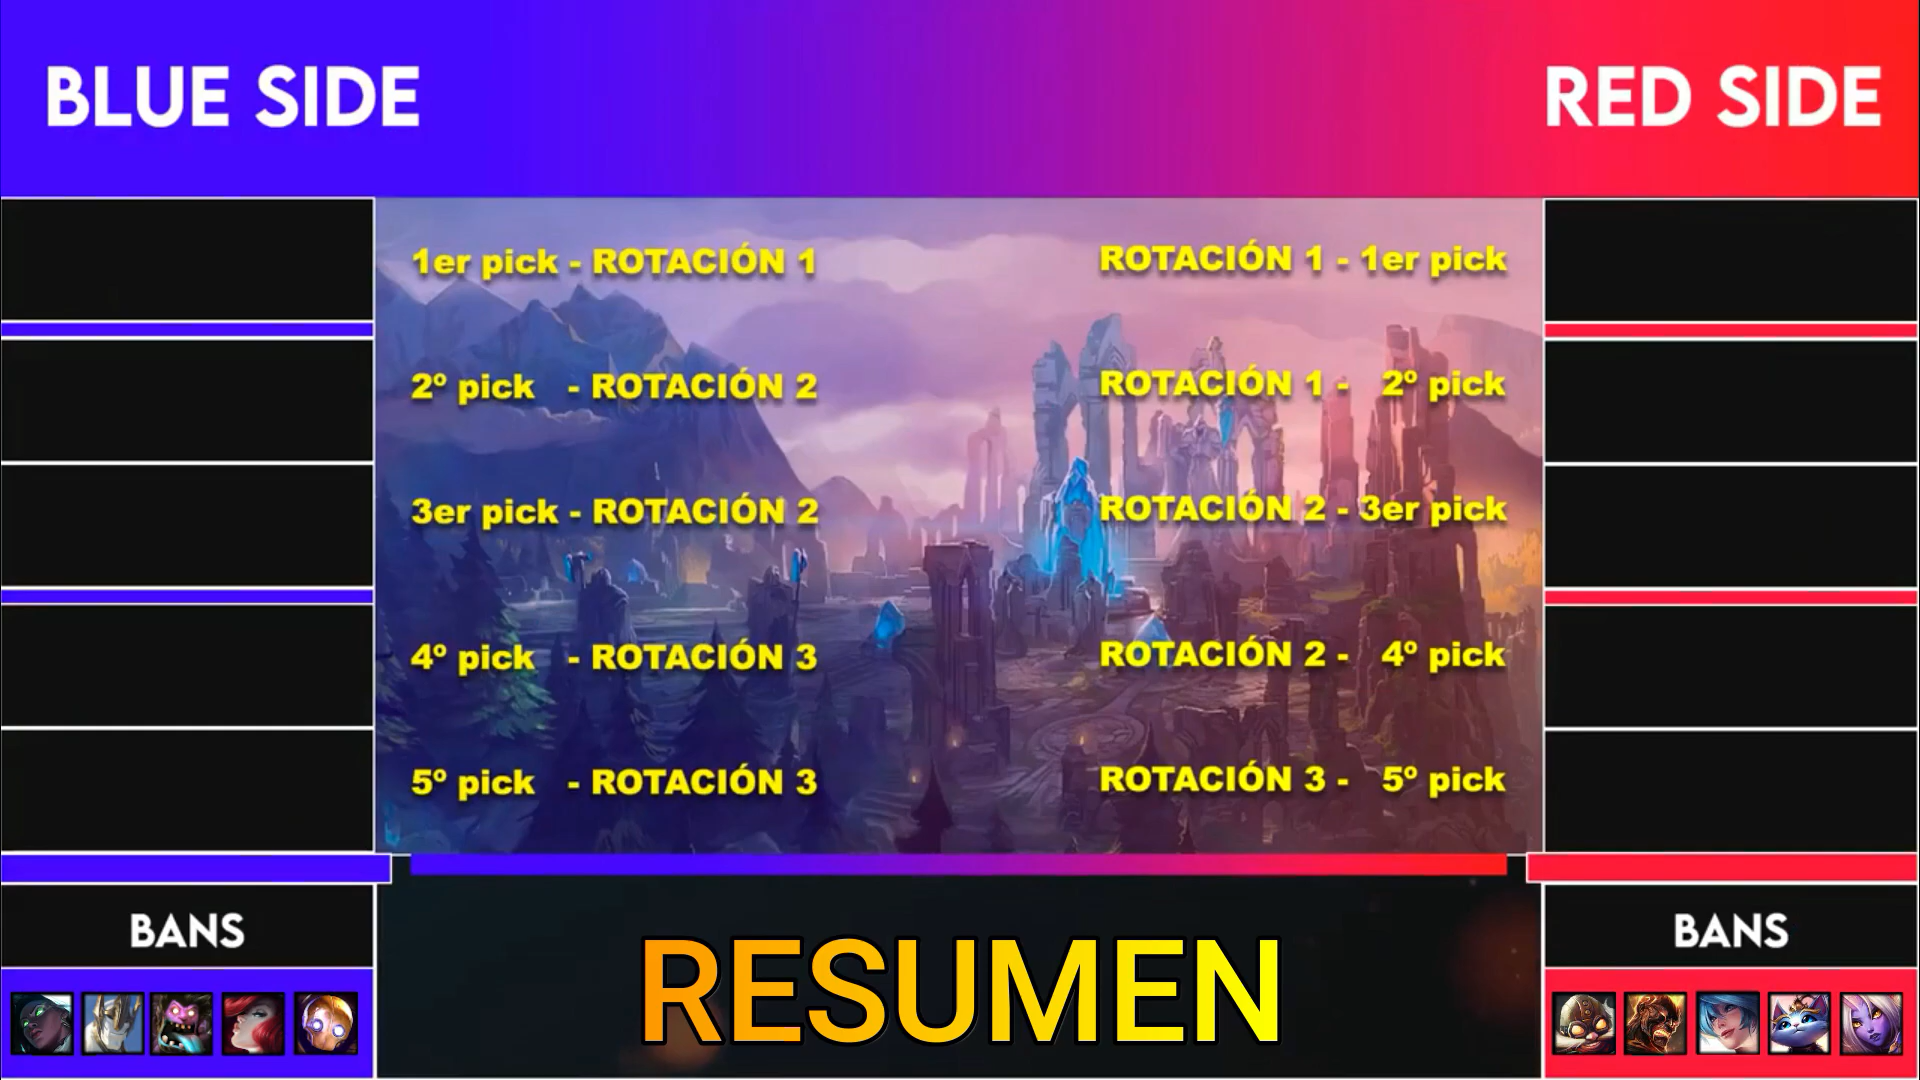 BLUE SIDE
RED SIDE
1er pick - ROTACIÓN 1
ROTACIÓN 1 - 1er pick
2º pick - ROTACIÓN 2
ROTACIÓN 1 - 2º pick
3er pick - ROTACIÓN 2
ROTACIÓN 2 - 3er pick
4º pick - ROTACIÓN 3
ROTACIÓN 2 - 4º pick
5º pick - ROTACIÓN 3
ROTACIÓN 3 - 5º pick
BANS
BANS
RESUMEN